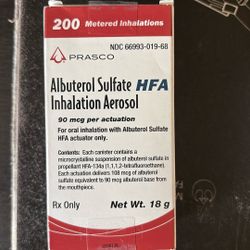 200 Metered Inhalations
NDC 66993-019-68
PRASCO
Albuterol Sulfate HFA
Inhalation Aerosol
90 mcg per actuation
For oral inhalation with Albuterol Sulfate
HFA actuator only.
Contents: Each canister contains a
microcrystalline suspension of albuterol sulfate in
propellant HFA-134a (1,1,1,2-tetrafluoroethane).
Each actuation delivers 108 mcg of albuterol
sulfate equivalent to 90 mcg albuterol base from the
mouthpiece.
Rx Only
Net Wt. 18 g